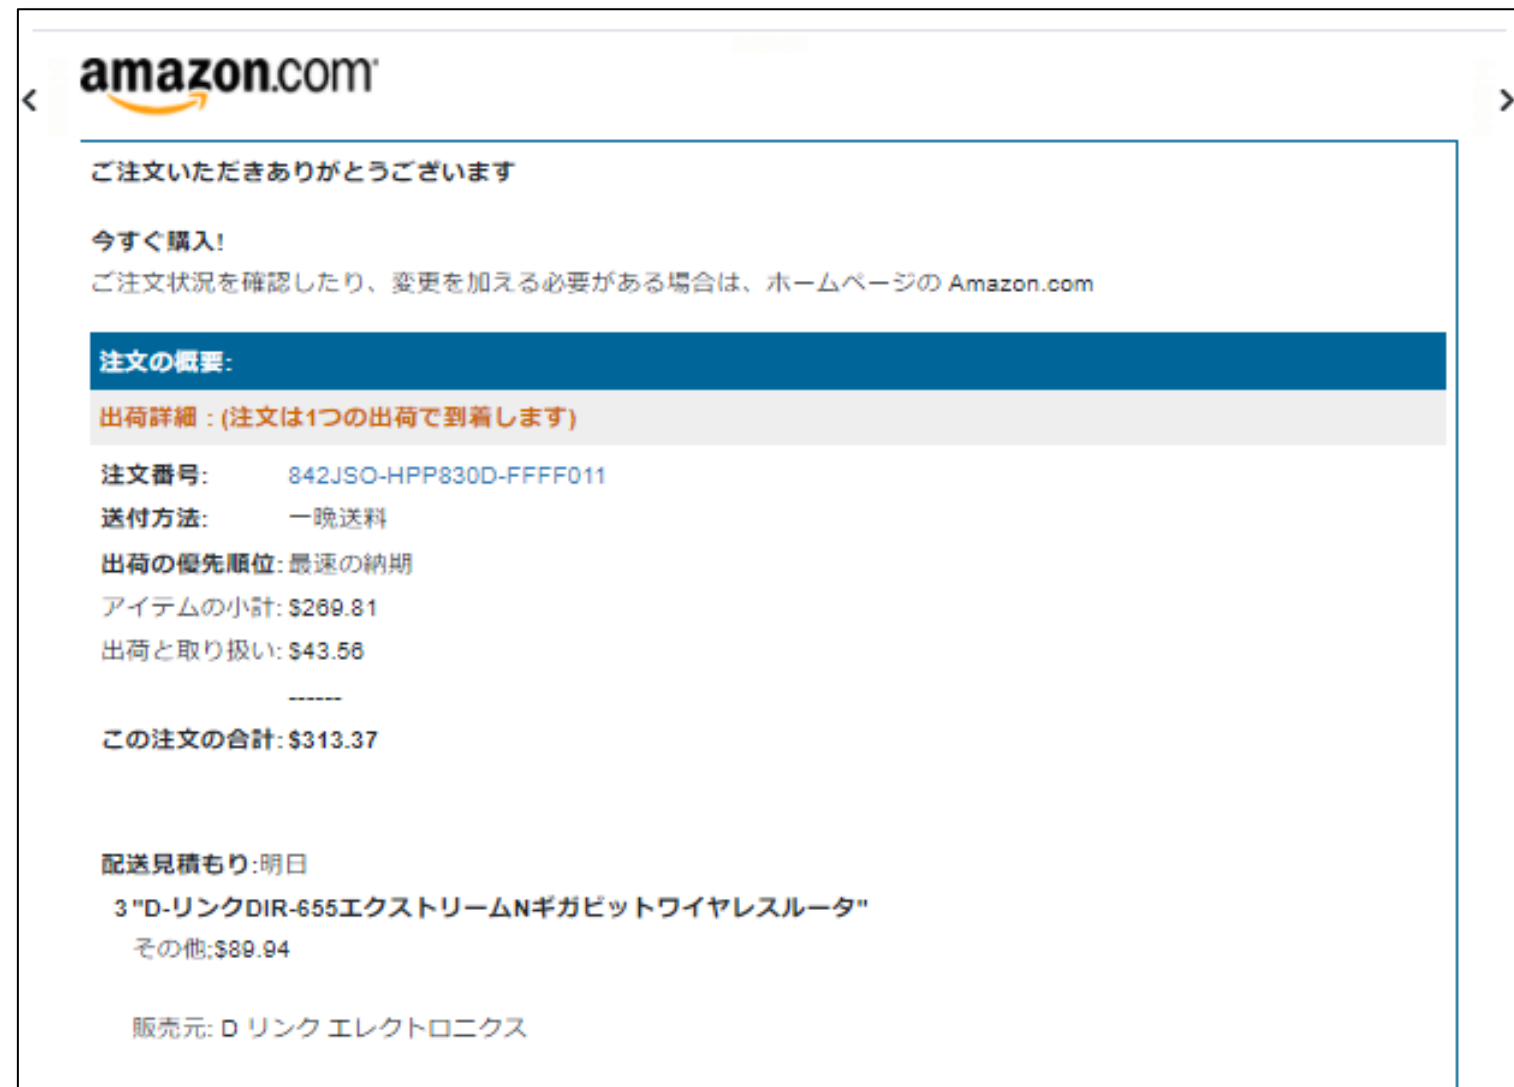 amazon.com
ご注文いただきありがとうございます
今すぐ購入!
ご注文状況を確認したり、変更を加える必要がある場合は、ホームページの Amazon.com
注文の概要:
出荷詳細 : (注文は1つの出荷で到着します)
注文番号: 842JSO-HPP830D-FFFF011
送付方法: 一晩送料
出荷の優先順位: 最速の納期
アイテムの小計: $269.81
出荷と取り扱い: $43.56
------
この注文の合計: $313.37
配送見積もり:明日
3 "D-リンクDIR-655エクストリームNギガビットワイヤレスルータ"
その他;$89.94
販売元: D リンク エレクトロニクス